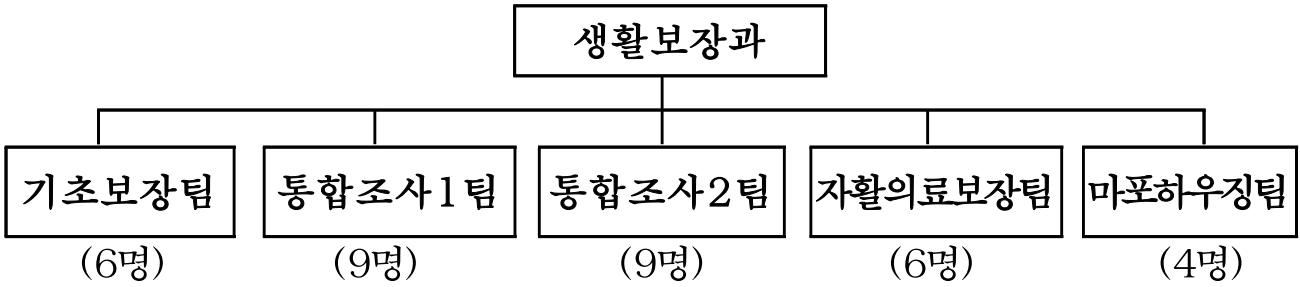 생활보장과
기초보장팀 통합조사1팀 통합조사2팀 자활의료보장팀 마포하우징팀
(6명) (9명) (9명) (6명) (4명)